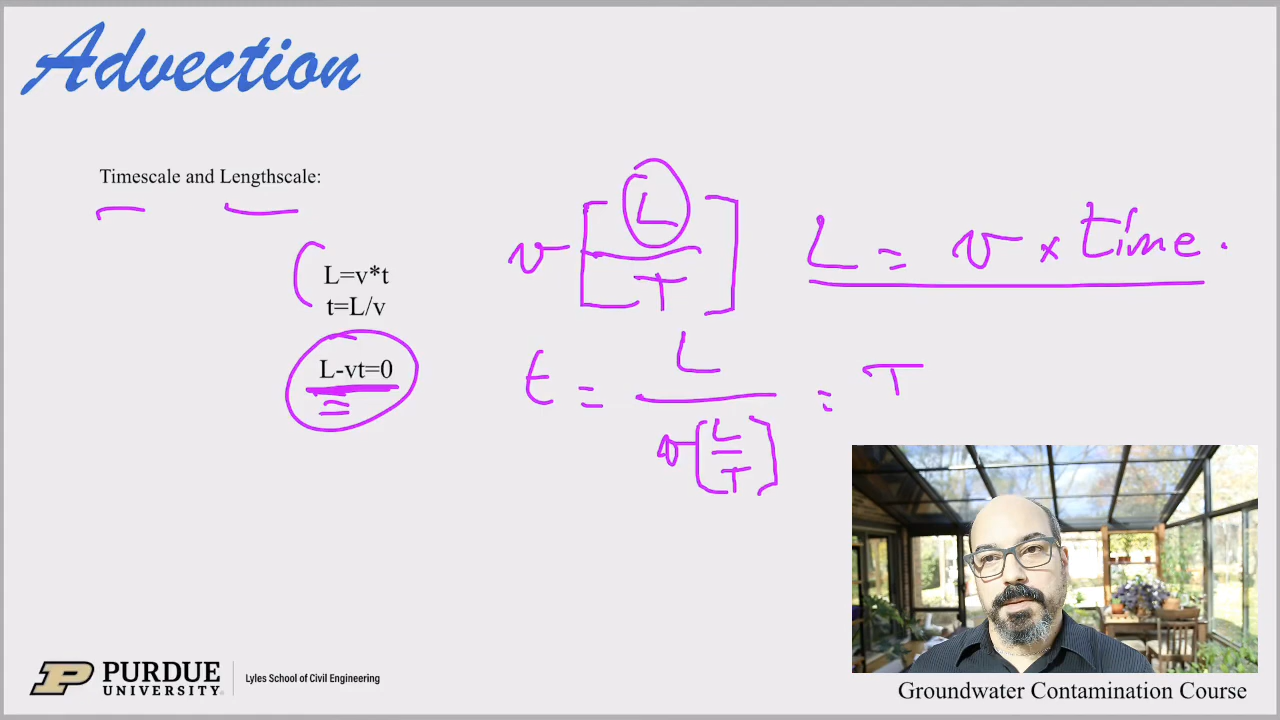 Advection
Timescale and Lengthscale:
L=v*t
t=L/v
L-vt=0
v [ L / T ]
L = v × time.
t = L / v [ L / T ] = T
PURDUE
UNIVERSITY
Lyles School of Civil Engineering
Groundwater Contamination Course